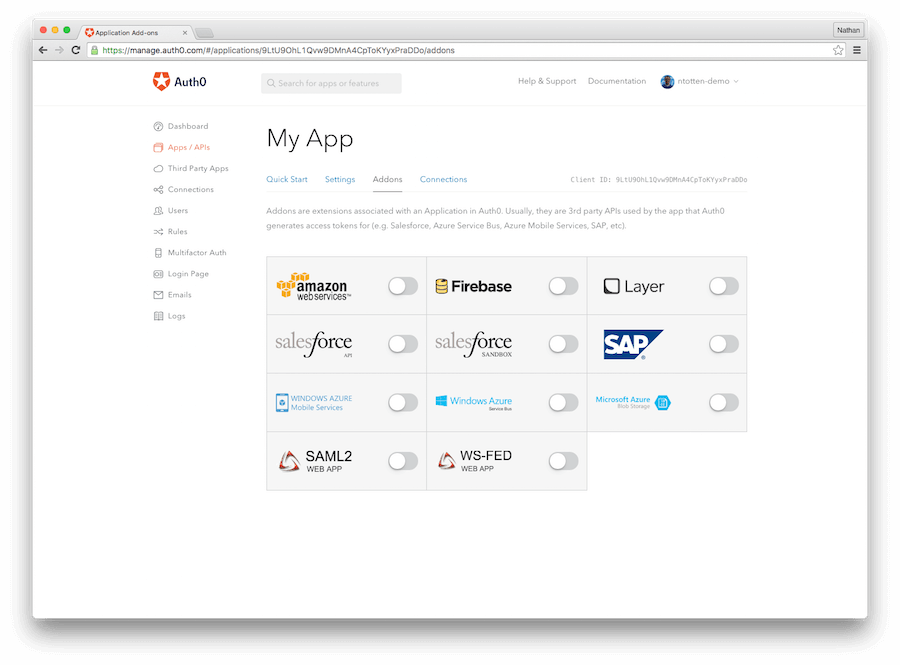 Application Add-ons
Nathan
https://manage.auth0.com/#/applications/9LtU9OhL1Qvw9DMnA4CpToKYyxPraDDo/addons
Auth0
Search for apps or features
Help & Support
Documentation
ntotten-demo
Dashboard
Apps / APIs
Third Party Apps
Connections
Users
Rules
Multifactor Auth
Login Page
Emails
Logs
My App
Quick Start
Settings
Addons
Connections
Client ID: 9LtU9OhL1Qvw9DMnA4CpToKYyxPraDDo
Addons are extensions associated with an Application in Auth0. Usually, they are 3rd party APIs used by the app that Auth0
generates access tokens for (e.g. Salesforce, Azure Service Bus, Azure Mobile Services, SAP, etc).
amazon
web services™
Firebase
Layer
salesforce
API
salesforce
SANDBOX
SAP®
WINDOWS AZURE
Mobile Services
Windows Azure
Service Bus
Microsoft Azure
Blob Storage
SAML2
WEB APP
WS-FED
WEB APP